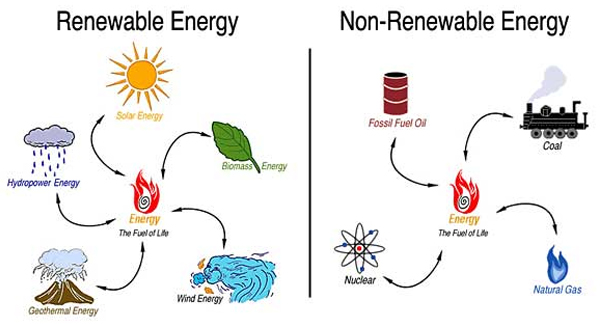 Renewable Energy
Non-Renewable Energy
Solar Energy
Fossil Fuel Oil
Coal
Hydropower Energy
Biomass Energy
Energy
The Fuel of Life
Energy
The Fuel of Life
Geothermal Energy
Wind Energy
Nuclear
Natural Gas